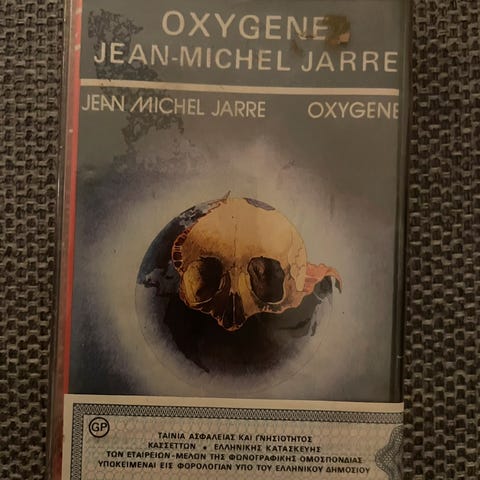 OXYGENE
JEAN-MICHEL JARRE
JEAN MICHEL JARRE OXYGENE
GP
ΤΑΙΝΙΑ ΑΣΦΑΛΕΙΑΣ ΚΑΙ ΓΝΗΣΙΟΤΗΤΟΣ
ΚΑΣΣΕΤΤΩΝ * ΕΛΛΗΝΙΚΗΣ ΚΑΤΑΣΚΕΥΗΣ
ΤΩΝ ΕΤΑΙΡΕΙΩΝ-ΜΕΛΩΝ ΤΗΣ ΦΩΝΟΓΡΑΦΙΚΗΣ ΟΜΟΣΠΟΝΔΙΑΣ
ΥΠΟΚΕΙΜΕΝΑΙ ΕΙΣ ΦΟΡΟΛΟΓΙΑΝ ΥΠΟ ΤΟΥ ΕΛΛΗΝΙΚΟΥ ΔΗΜΟΣΙΟΥ